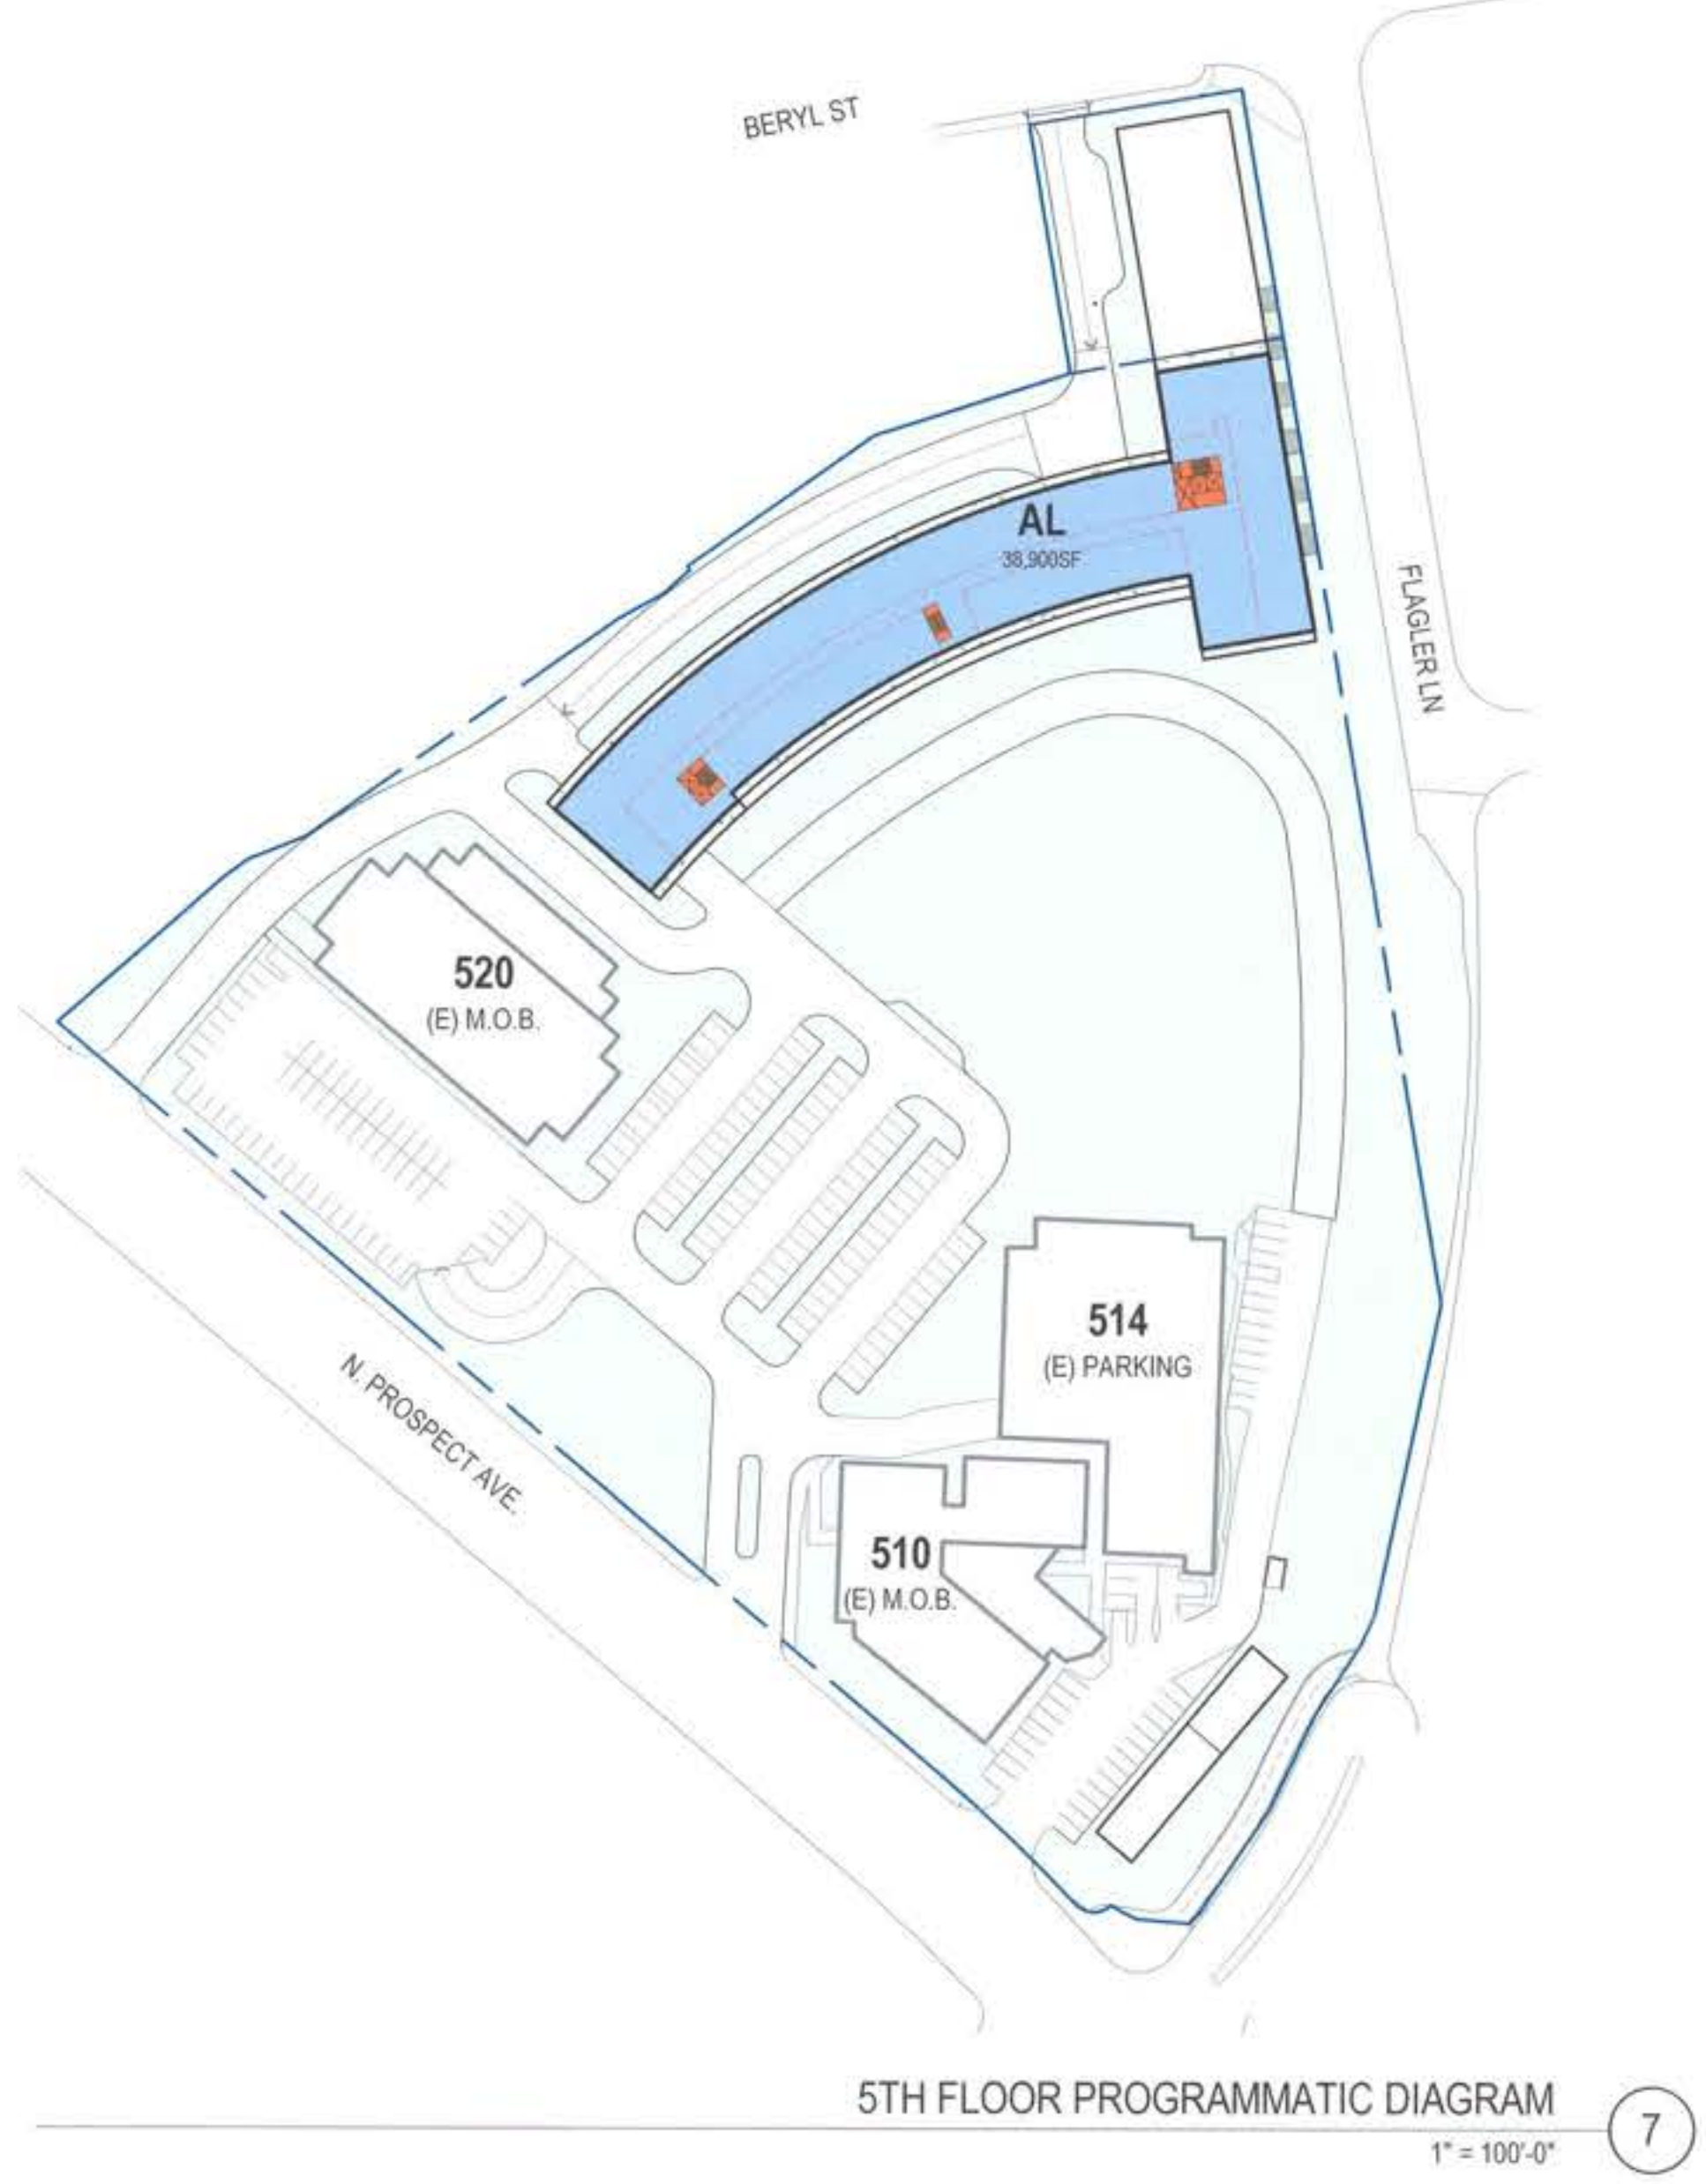 BERYL ST
AL
38,900SF
FLAGLER LN
520
(E) M.O.B.
514
(E) PARKING
N. PROSPECT AVE.
510
(E) M.O.B.
5TH FLOOR PROGRAMMATIC DIAGRAM
7
1" = 100'-0"